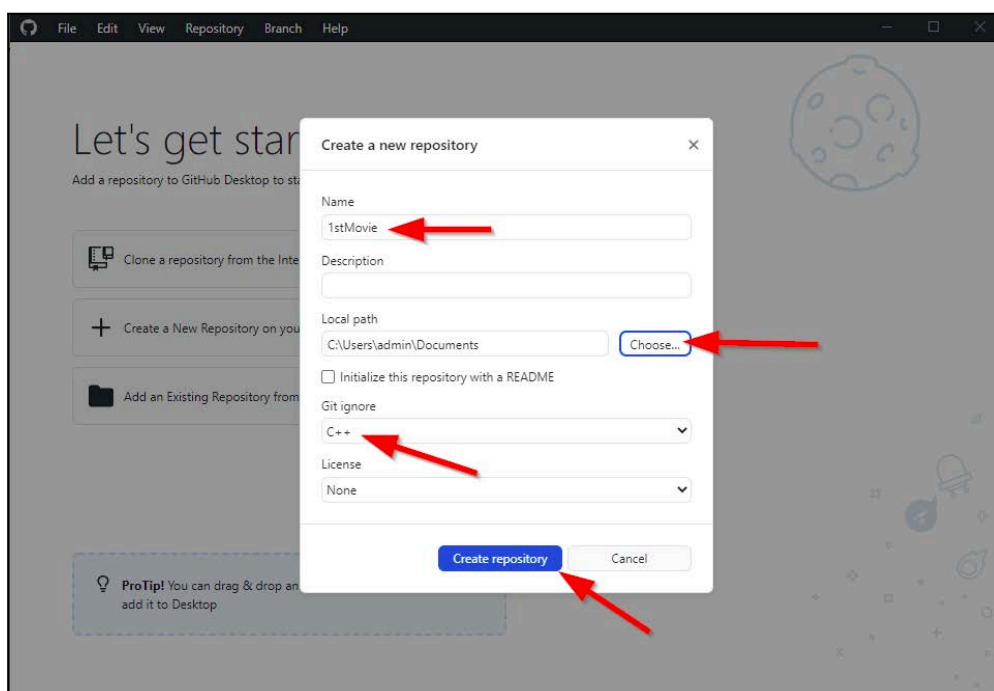 File Edit View Repository Branch Help
Let's get star
Add a repository to GitHub Desktop to sta
Clone a repository from the Inte
Create a New Repository on you
Add an Existing Repository from
ProTip! You can drag & drop an
add it to Desktop
Create a new repository
Name
1stMovie
Description
Local path
C:\Users\admin\Documents
Choose...
Initialize this repository with a README
Git ignore
C++
License
None
Create repository
Cancel